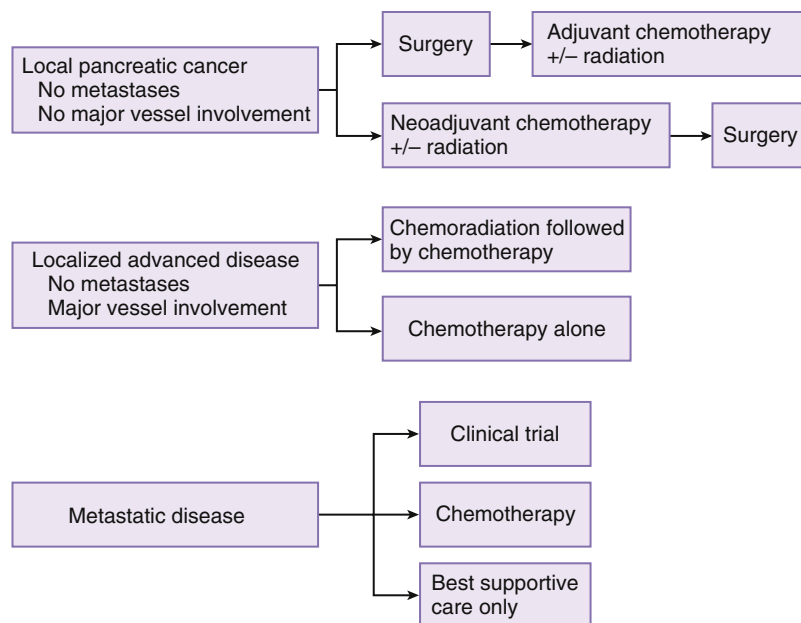 Local pancreatic cancer
No metastases
No major vessel involvement
Surgery
Adjuvant chemotherapy
+/– radiation
Neoadjuvant chemotherapy
+/– radiation
Surgery
Localized advanced disease
No metastases
Major vessel involvement
Chemoradiation followed
by chemotherapy
Chemotherapy alone
Metastatic disease
Clinical trial
Chemotherapy
Best supportive
care only